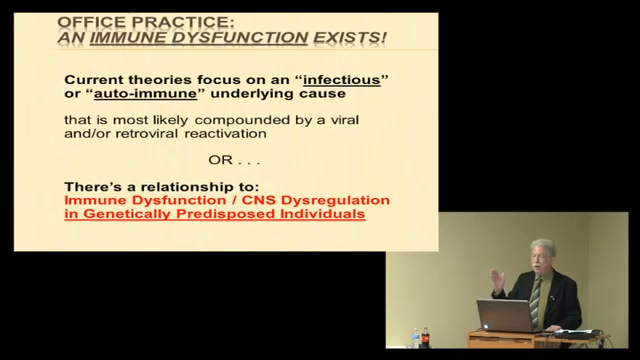 OFFICE PRACTICE:
AN IMMUNE DYSFUNCTION EXISTS!
Current theories focus on an “infectious”
or “auto-immune” underlying cause
that is most likely compounded by a viral
and/or retroviral reactivation
OR . . .
There’s a relationship to:
Immune Dysfunction / CNS Dysregulation
in Genetically Predisposed Individuals